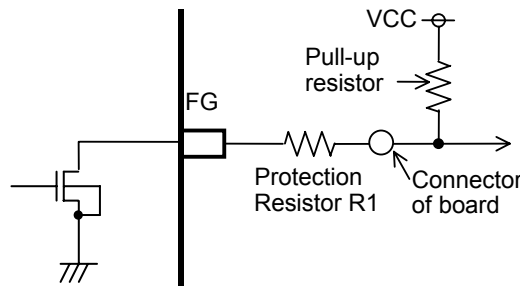 VCC
Pull-up
resistor
FG
Protection
Resistor R1
Connector
of board